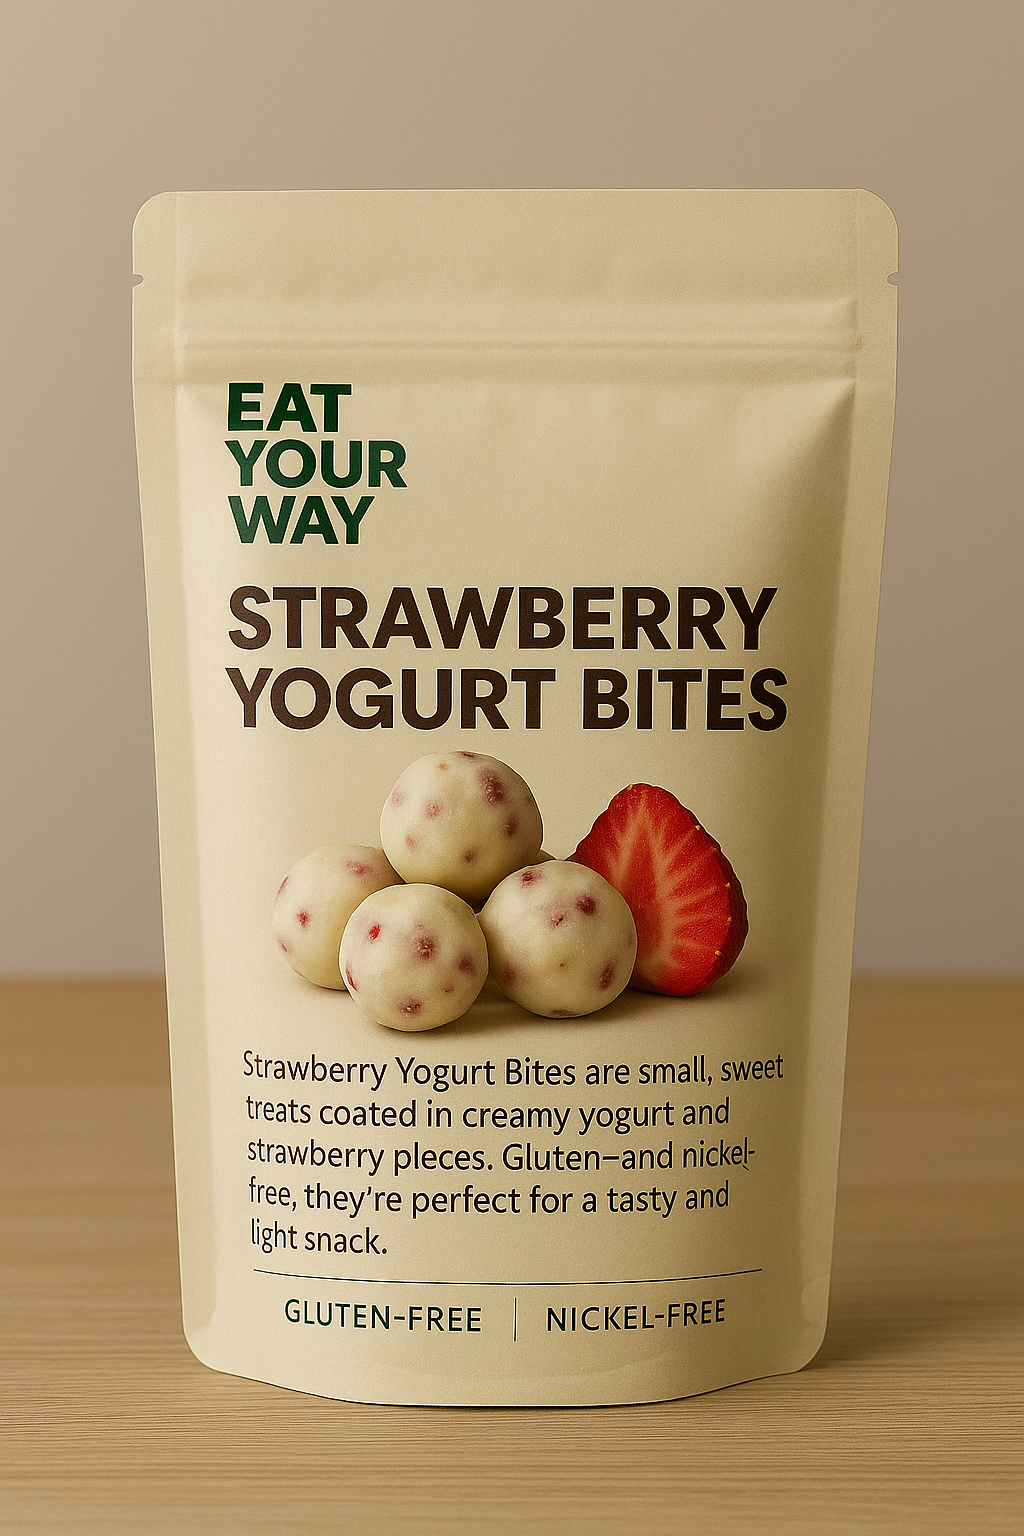 EAT
YOUR
WAY
STRAWBERRY
YOGURT BITES
Strawberry Yogurt Bites are small, sweet
treats coated in creamy yogurt and
strawberry pleces. Gluten–and nickel-
free, they're perfect for a tasty and
light snack.
GLUTEN-FREE | NICKEL-FREE